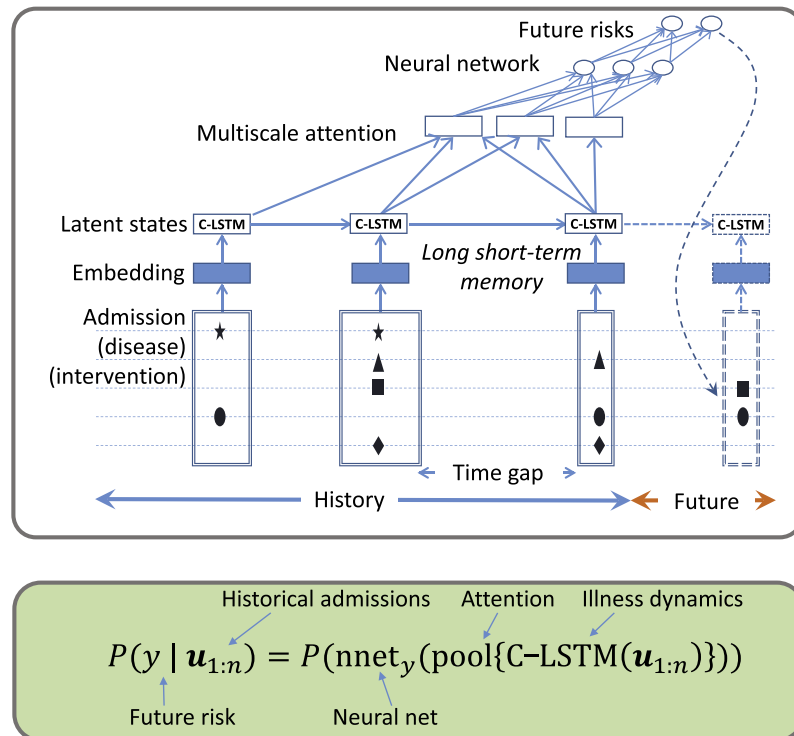 Future risks
Neural network
Multiscale attention
Latent states
C-LSTM
C-LSTM
C-LSTM
C-LSTM
Embedding
Long short-term
memory
Admission
(disease)
(intervention)
Time gap
History
Future
Historical admissions
Attention
Illness dynamics
P(y | u1:n) = P(nnety(pool{C−LSTM(u1:n)}))
Future risk
Neural net